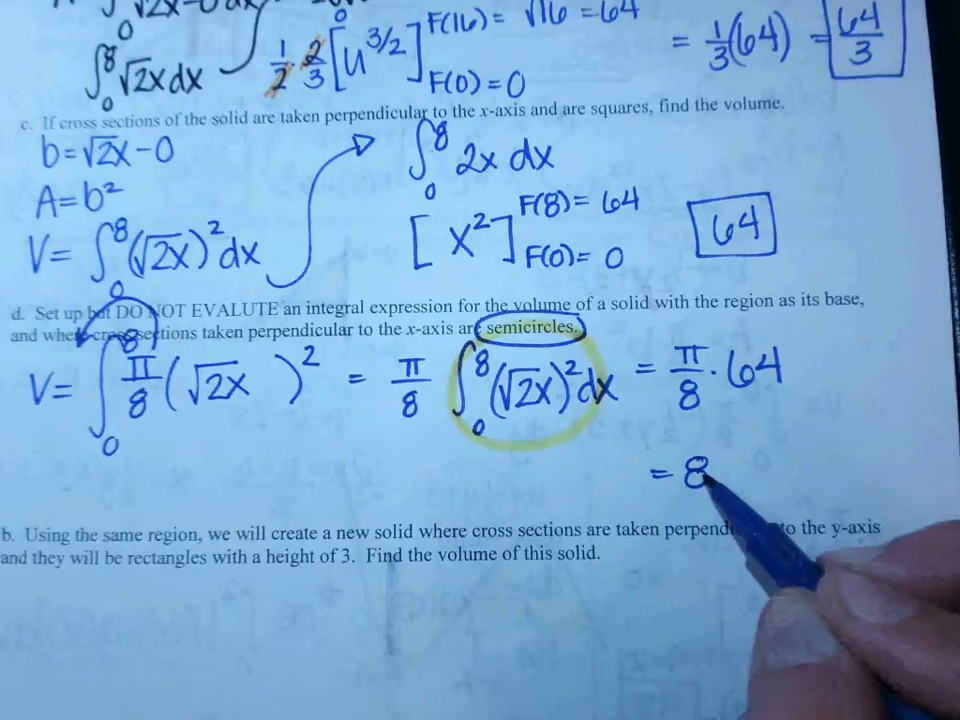 ∫₀ √2x-0 dx
∫₀⁸ √2x dx
1/2 · 2/3 [u^3/2] F(16) = √16 = 64
F(0) = 0
= 1/3(64) = 64/3
c. If cross sections of the solid are taken perpendicular to the x-axis and are squares, find the volume.
b = √2x - 0
A = b²
V = ∫₀⁸ (√2x)² dx
∫₀⁸ 2x dx
[x²] F(8) = 64
F(0) = 0
64
d. Set up but DO NOT EVALUTE an integral expression for the volume of a solid with the region as its base,
and where cross sections taken perpendicular to the x-axis are semicircles.
V = ∫₀⁸ π/8 (√2x )² = π/8 ∫₀⁸ (√2x)² dx = π/8 · 64
= 8
b. Using the same region, we will create a new solid where cross sections are taken to the y-axis
and they will be rectangles with a height of 3. Find the volume of this solid.